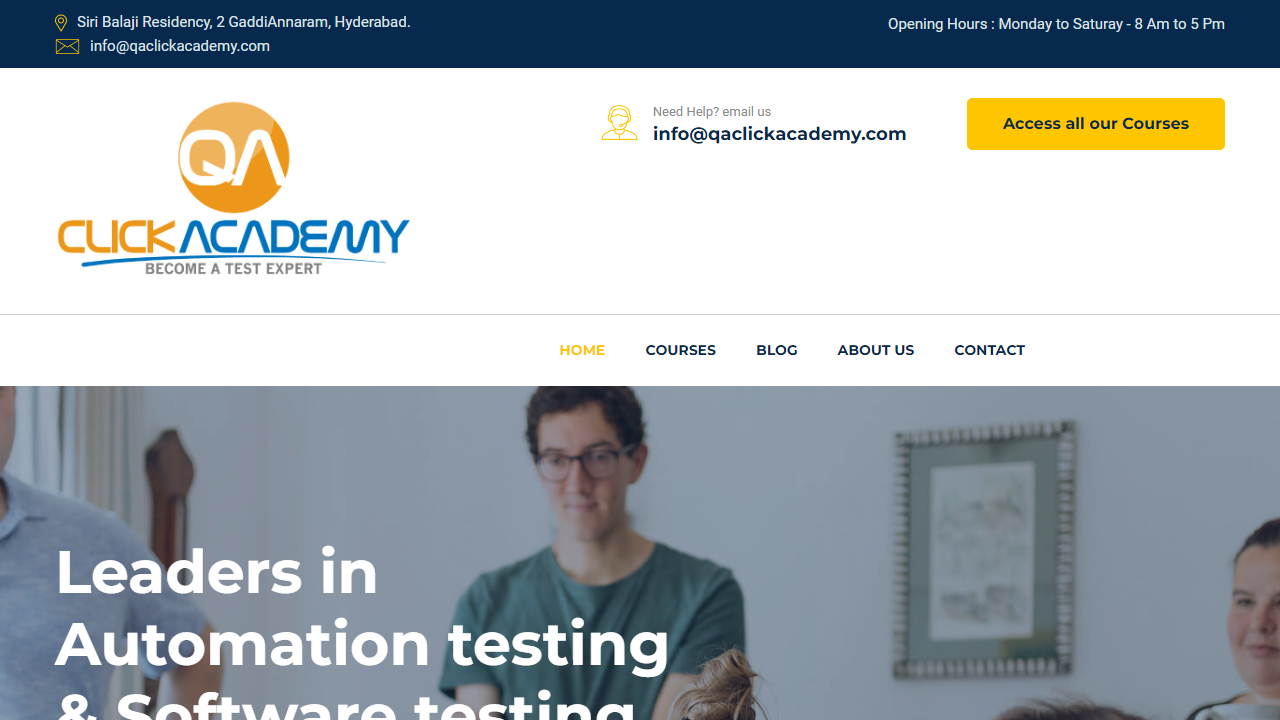 Siri Balaji Residency, 2 GaddiAnnaram, Hyderabad.
info@qaclickacademy.com
Opening Hours : Monday to Saturay - 8 Am to 5 Pm
QA
CLICKACADEMY
BECOME A TEST EXPERT
Need Help? email us
info@qaclickacademy.com
Access all our Courses
HOME
COURSES
BLOG
ABOUT US
CONTACT
Leaders in
Automation testing
& Software testing